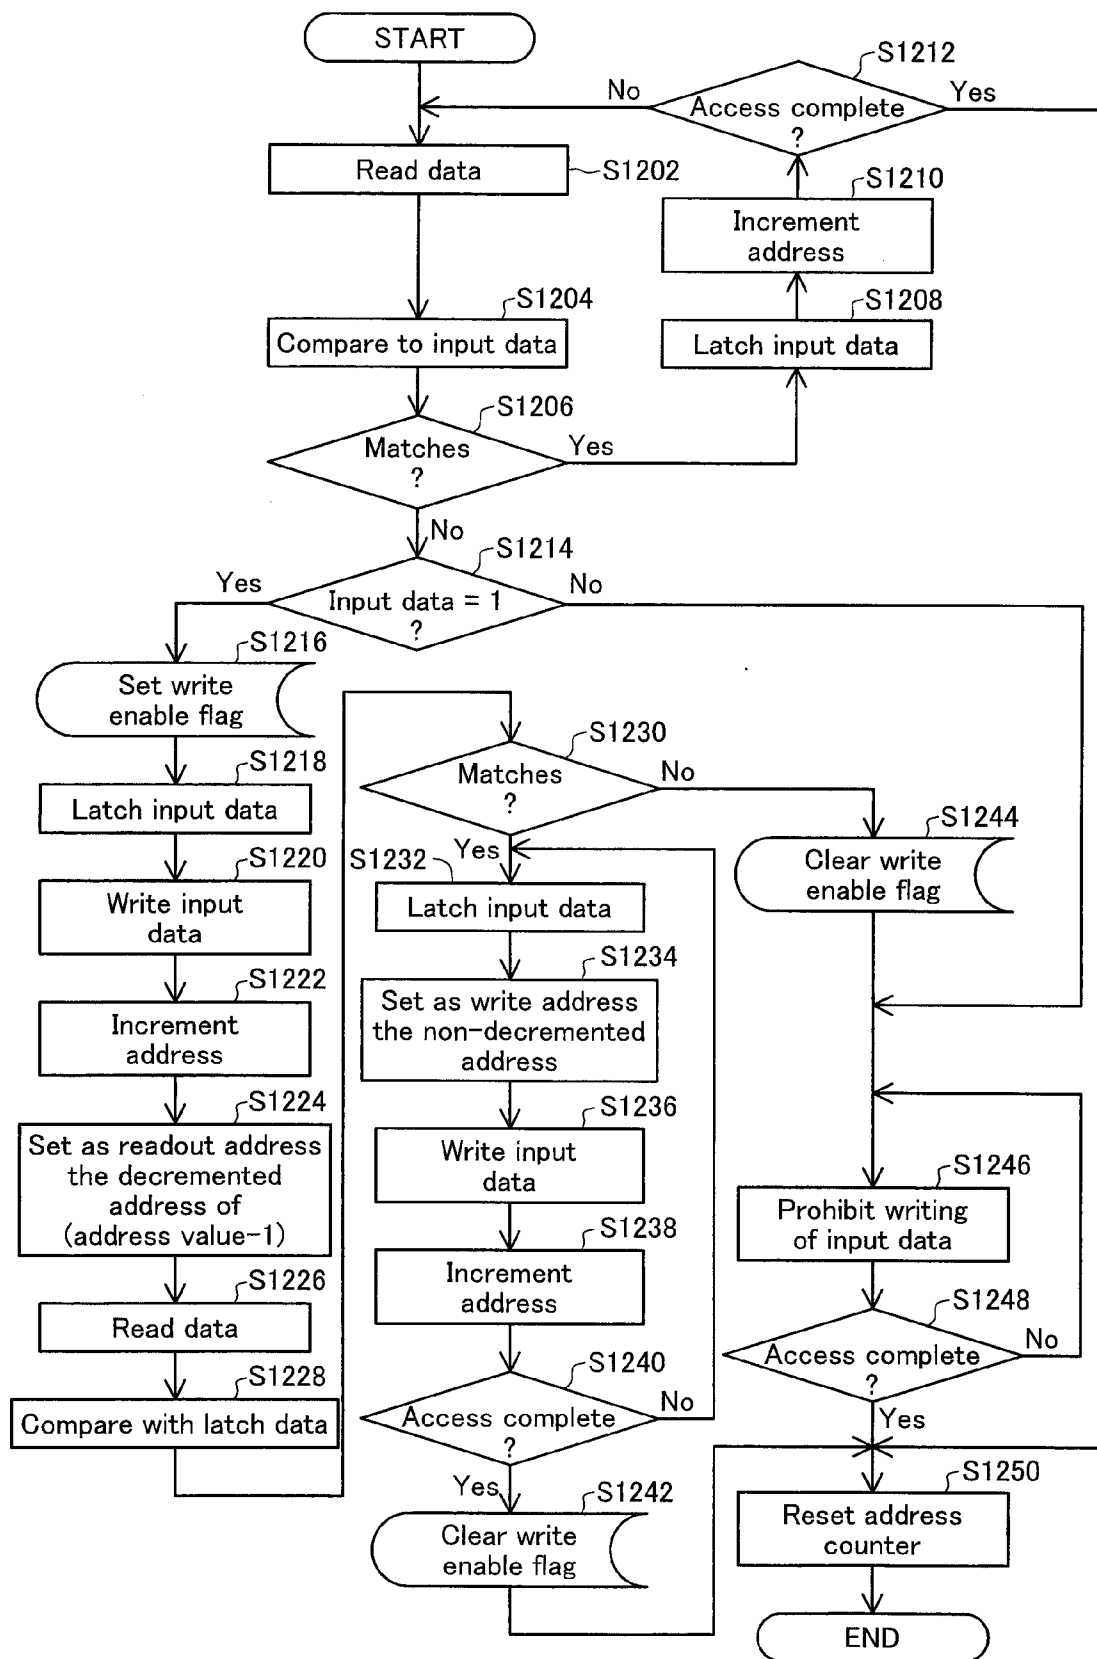 START
S1212
No
Yes
Access complete
?
Read data
S1202
S1210
Increment
address
S1204
Compare to input data
S1208
Latch input data
S1206
Matches
?
Yes
No
S1214
Yes
No
Input data = 1
?
S1216
Set write
enable flag
S1218
Latch input data
S1220
Write input
data
S1222
Increment
address
S1224
Set as readout address
the decremented
address of
(address value-1)
S1226
Read data
S1228
Compare with latch data
S1230
Matches
?
No
Yes
S1232
Latch input data
S1234
Set as write address
the non-decremented
address
S1236
Write input
data
S1238
Increment
address
S1240
Access complete
?
No
Yes
S1242
Clear write
enable flag
S1244
Clear write
enable flag
S1246
Prohibit writing
of input data
S1248
Access complete
?
No
Yes
S1250
Reset address
counter
END